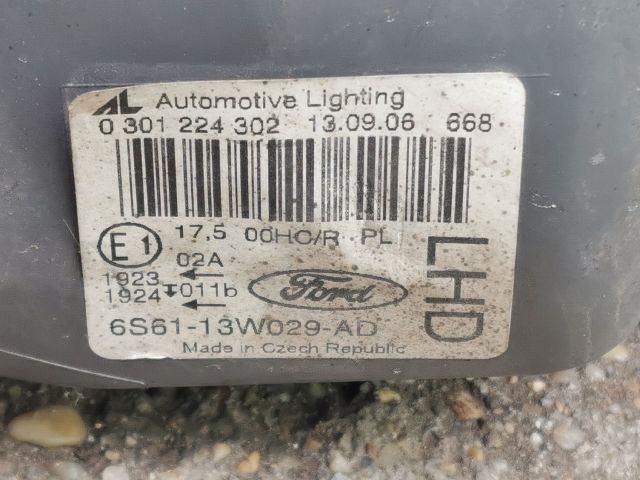 AL Automotive Lighting
0 301 224 302 13.09.06 668
E1 17,5 00HC/R PL
02A
1923 ←
1924 011b ←
Ford
LHD
6S61-13W029-AD
Made in Czech Republic